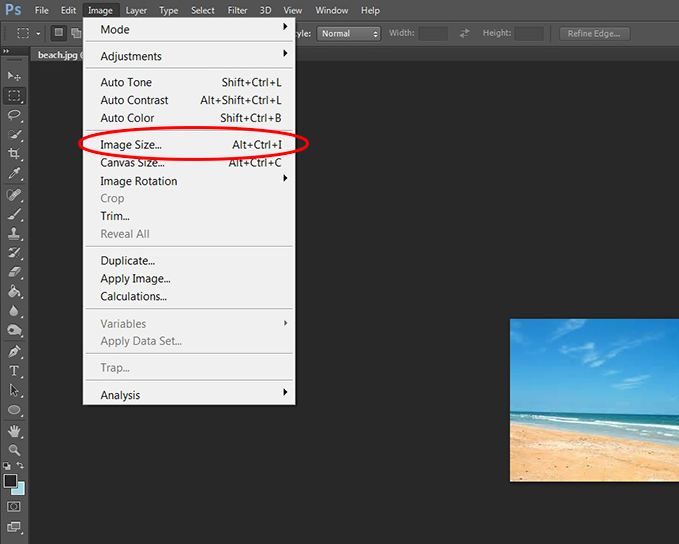 Ps File Edit Image Layer Type Select Filter 3D View Window Help
Normal Width: Height: Refine Edge...
beach.jpg
Mode
Adjustments
Auto Tone Shift+Ctrl+L
Auto Contrast Alt+Shift+Ctrl+L
Auto Color Shift+Ctrl+B
Image Size... Alt+Ctrl+I
Canvas Size... Alt+Ctrl+C
Image Rotation
Crop
Trim...
Reveal All
Duplicate...
Apply Image...
Calculations...
Variables
Apply Data Set...
Trap...
Analysis
T